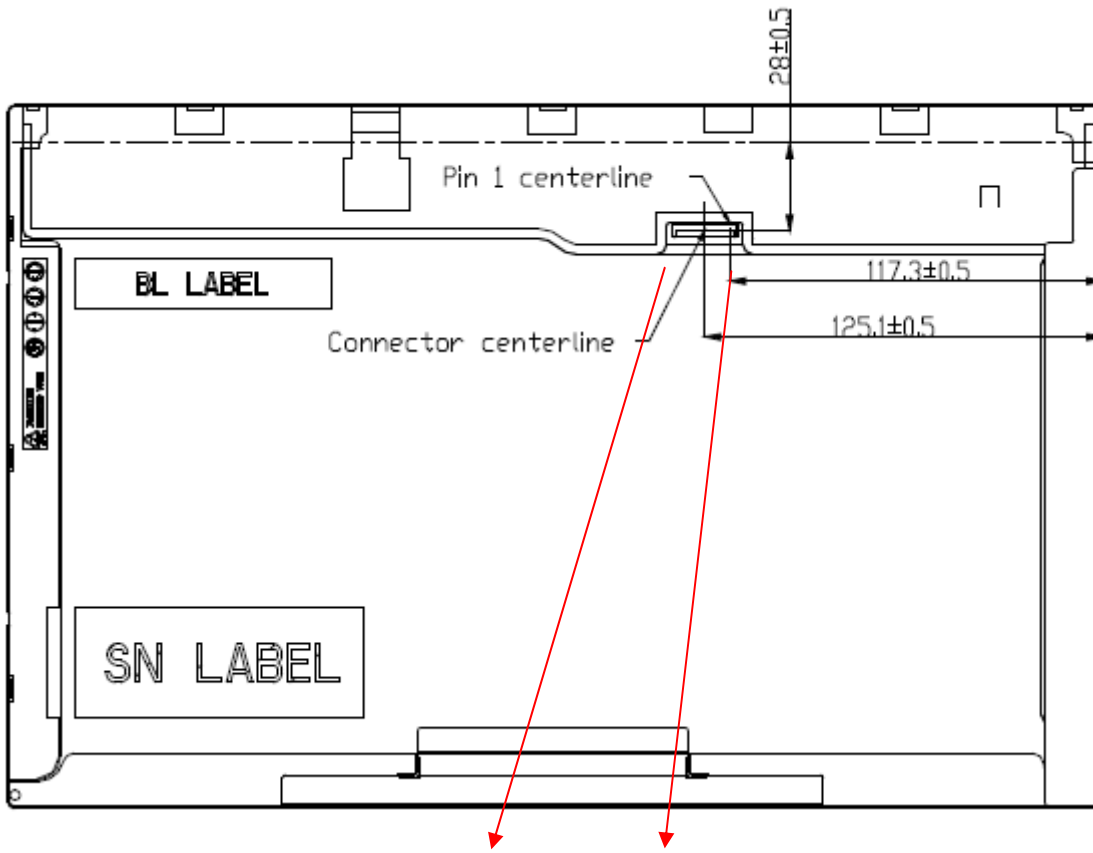 28±0.5
Pin 1 centerline
117.3±0.5
BL LABEL
125.1±0.5
Connector centerline
SN LABEL